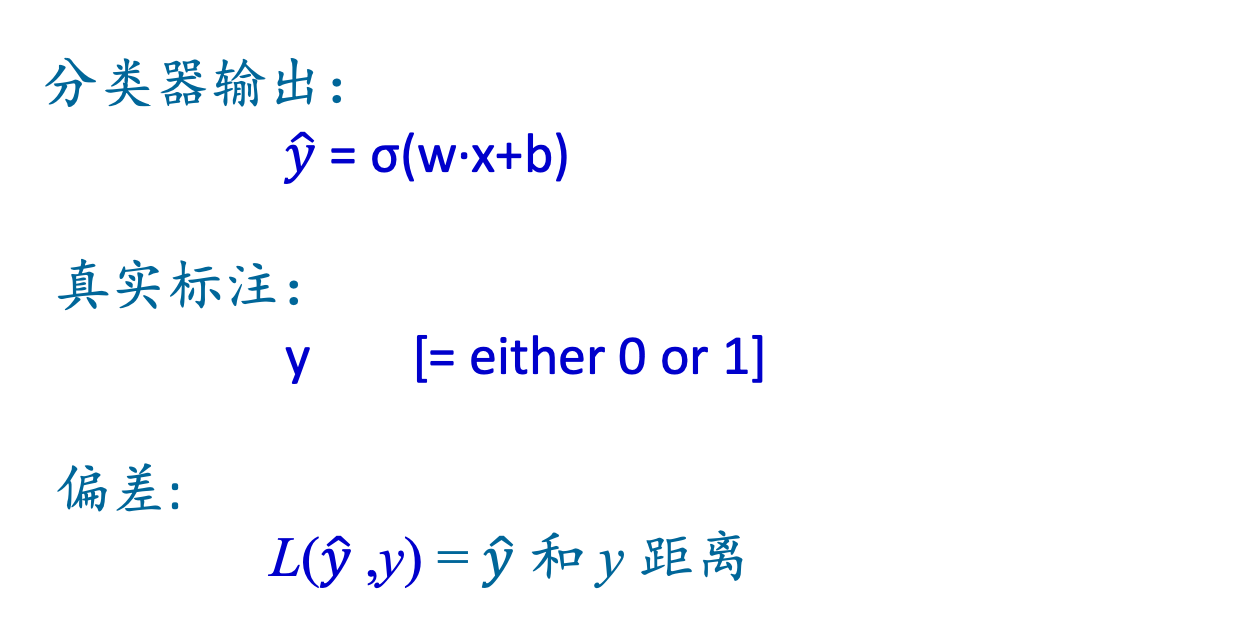 分类器输出：
ŷ = σ(w·x+b)
真实标注：
y [= either 0 or 1]
偏差:
L(ŷ ,y) = ŷ 和 y 距离